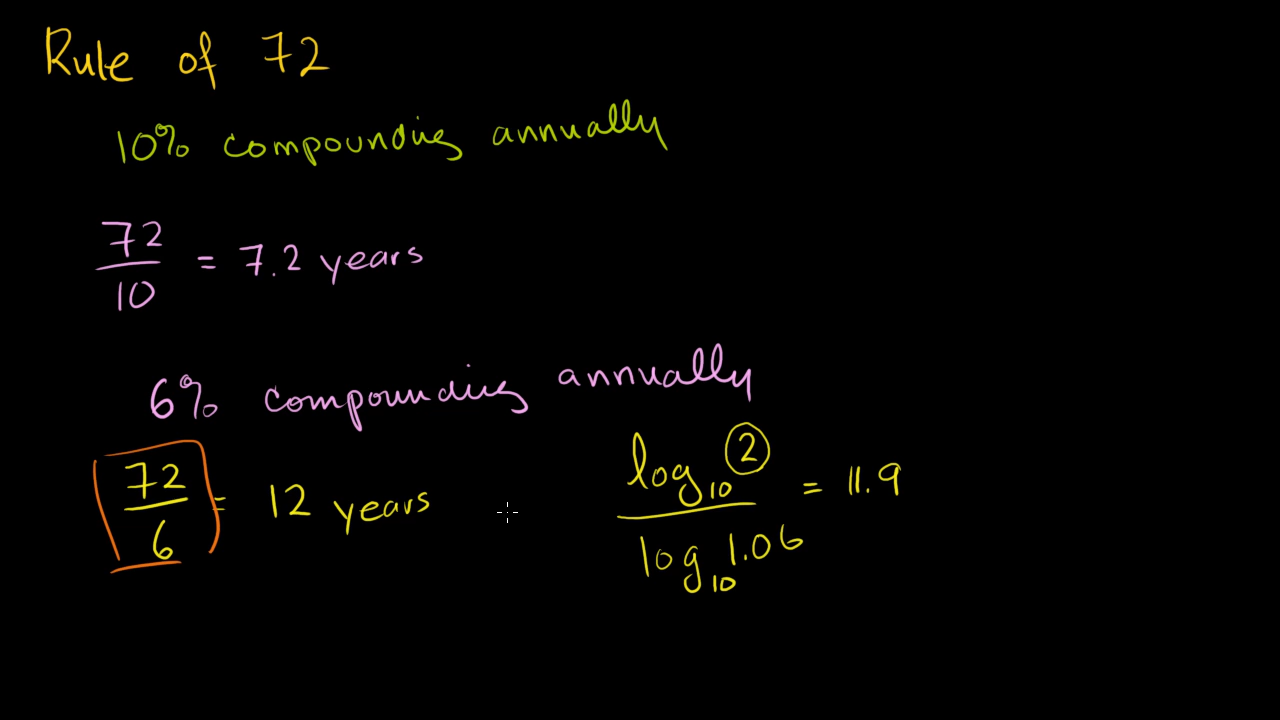 Rule of 72
10% compounding annually
72/10 = 7.2 years
6% compounding annually
72/6 = 12 years
log₁₀ 2 / log₁₀ 1.06 = 11.9